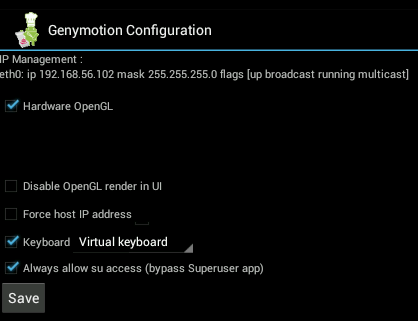 Genymotion Configuration
IP Management :
eth0: ip 192.168.56.102 mask 255.255.255.0 flags [up broadcast running multicast]
Hardware OpenGL
Disable OpenGL render in UI
Force host IP address
Keyboard Virtual keyboard
Always allow su access (bypass Superuser app)
Save